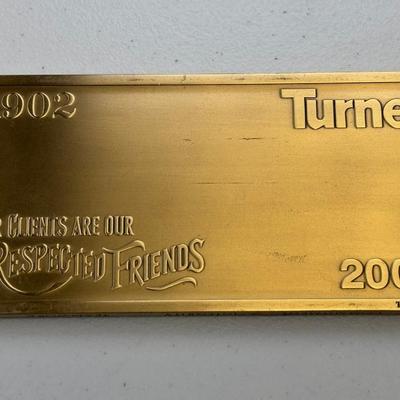 902
Turne
R CLIENTS ARE OUR
RESPECTED FRIENDS
200
T